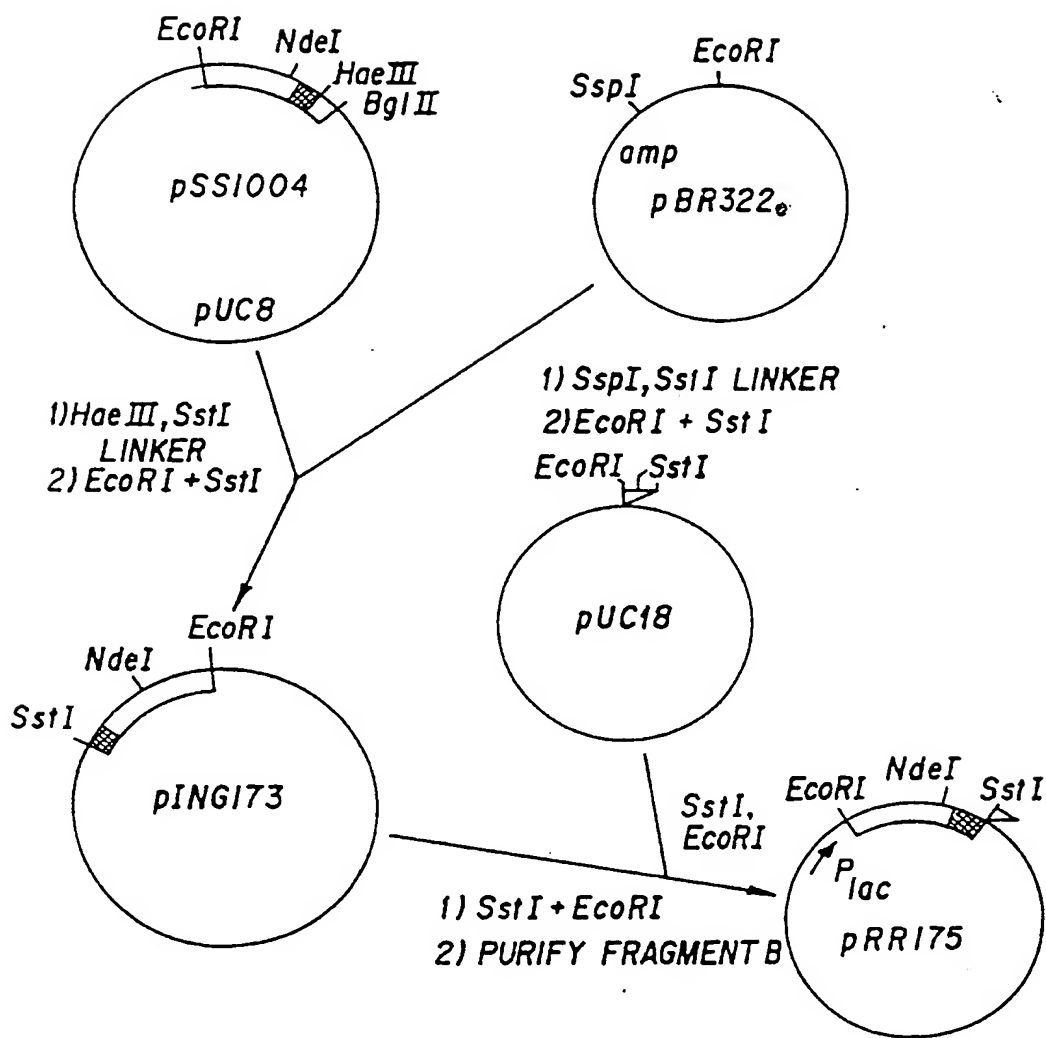 EcoRI
NdeI
HaeIII
BglII
pSS1004
pUC8
EcoRI
SspI
amp
pBR322
1) HaeIII, SstI
LINKER
2) EcoRI + SstI
1) SspI, SstI LINKER
2) EcoRI + SstI
EcoRI
SstI
pUC18
EcoRI
NdeI
SstI
pING173
SstI,
EcoRI
1) SstI + EcoRI
2) PURIFY FRAGMENT B
EcoRI
NdeI
SstI
Plac
pRR175